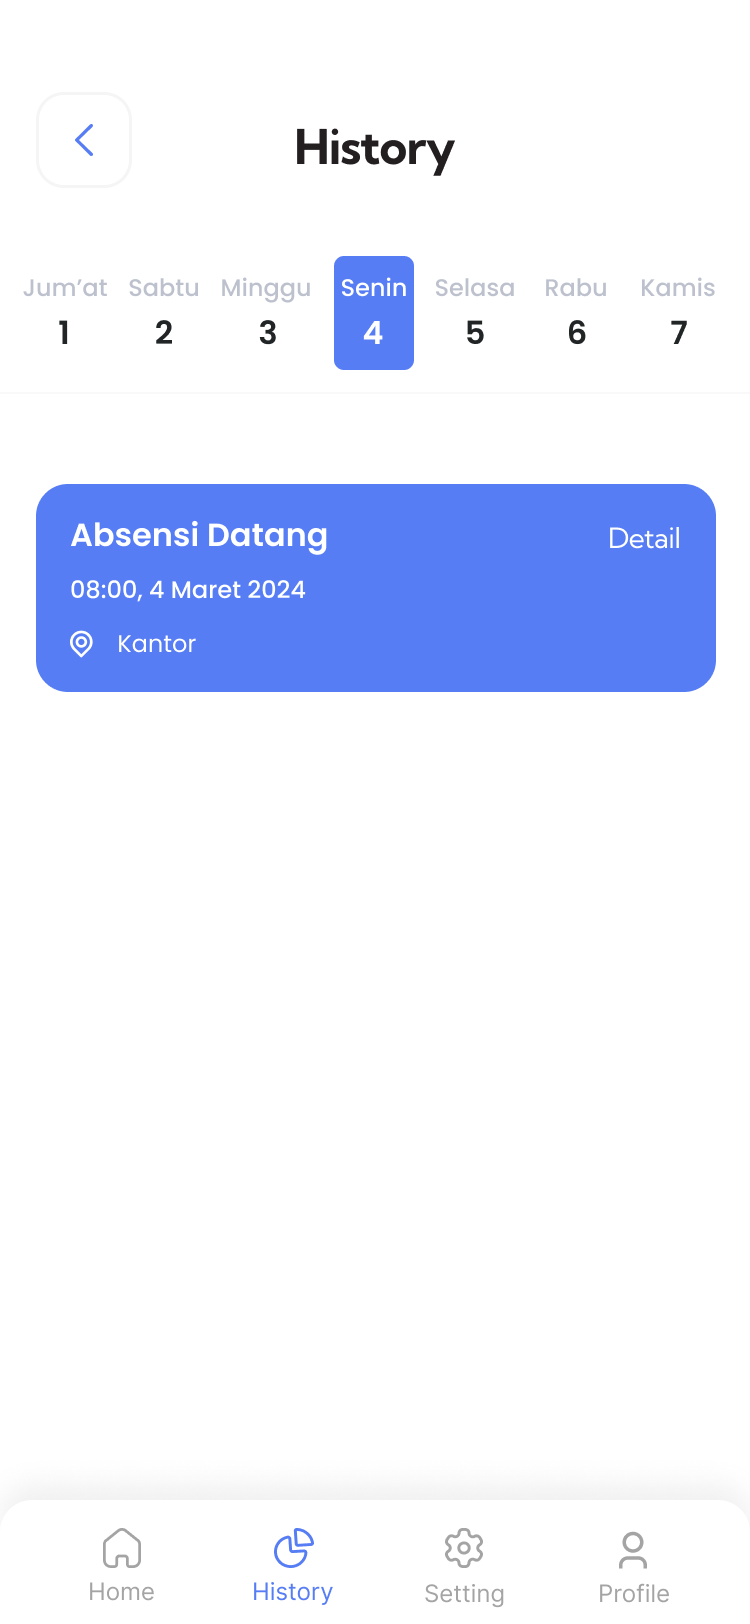 History
Jum’at Sabtu Minggu Senin Selasa Rabu Kamis
1 2 3 4 5 6 7
Absensi Datang Detail
08:00, 4 Maret 2024
Kantor
Home History Setting Profile